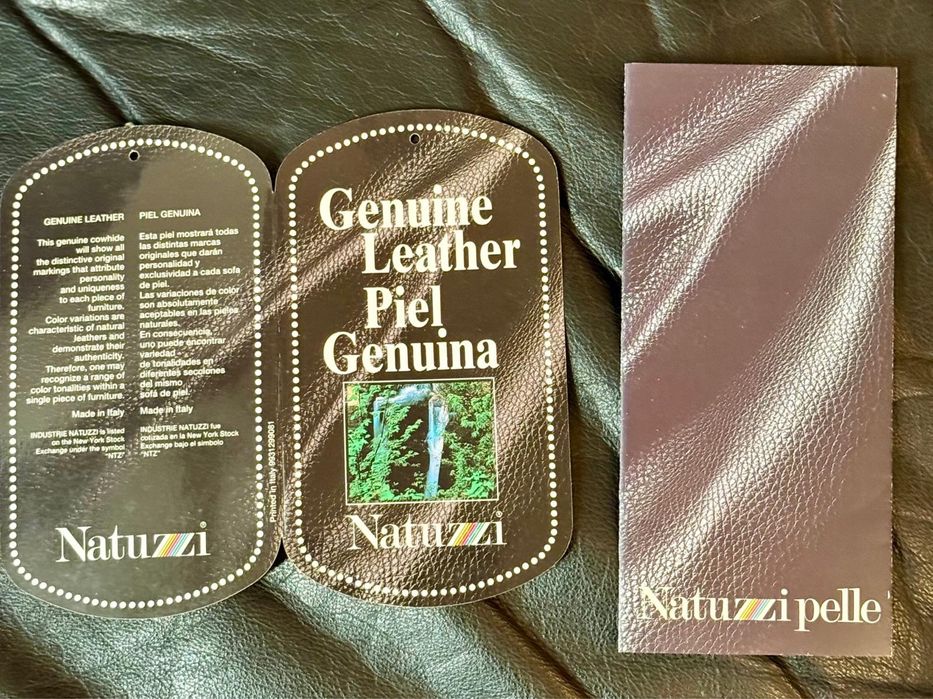 GENUINE LEATHER
This genuine cowhide
will show all
the distinctive original
markings that attribute
personality
and uniqueness
to each piece of
furniture.
Color variations are
characteristic of natural
leathers and
demonstrate their
authenticity.
Therefore, one may
recognize a range of
color tonalities within a
single piece of furniture.
Made in Italy
INDUSTRIE NATUZZI is listed
on the New York Stock
Exchange under the symbol
"NTZ"
PIEL GENUINA
Esta piel mostrará todas
las distintas marcas
originales que darán
personalidad y
exclusividad a cada sofa
de piel.
Las variaciones de color
son absolutamente
aceptables en las pieles
naturales.
En consecuencia,
uno puede encontrar
variedad
de tonalidades en
diferentes secciones
del mismo
sofá de piel.
Made in Italy
INDUSTRIE NATUZZI fue
cotizada en la New York Stock
Exchange bajo el simbolo
"NTZ"
Natuzzi®
Printed in Italy 9931299081
Genuine
Leather
Piel
Genuina
Natuzzi®
Natuzzi pelle